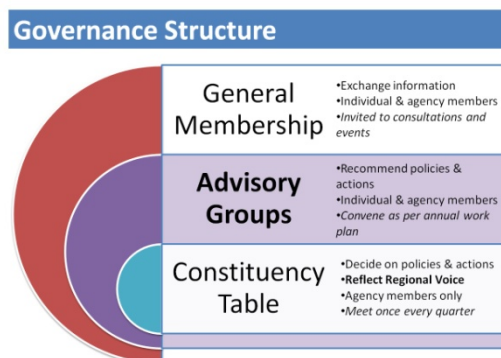 Governance Structure
General
Membership
•Exchange information
•Individual & agency members
•Invited to consultations and
events
Advisory
Groups
•Recommend policies &
actions
•Individual & agency members
•Convene as per annual work
plan
Constituency
Table
•Decide on policies & actions
•Reflect Regional Voice
•Agency members only
•Meet once every quarter